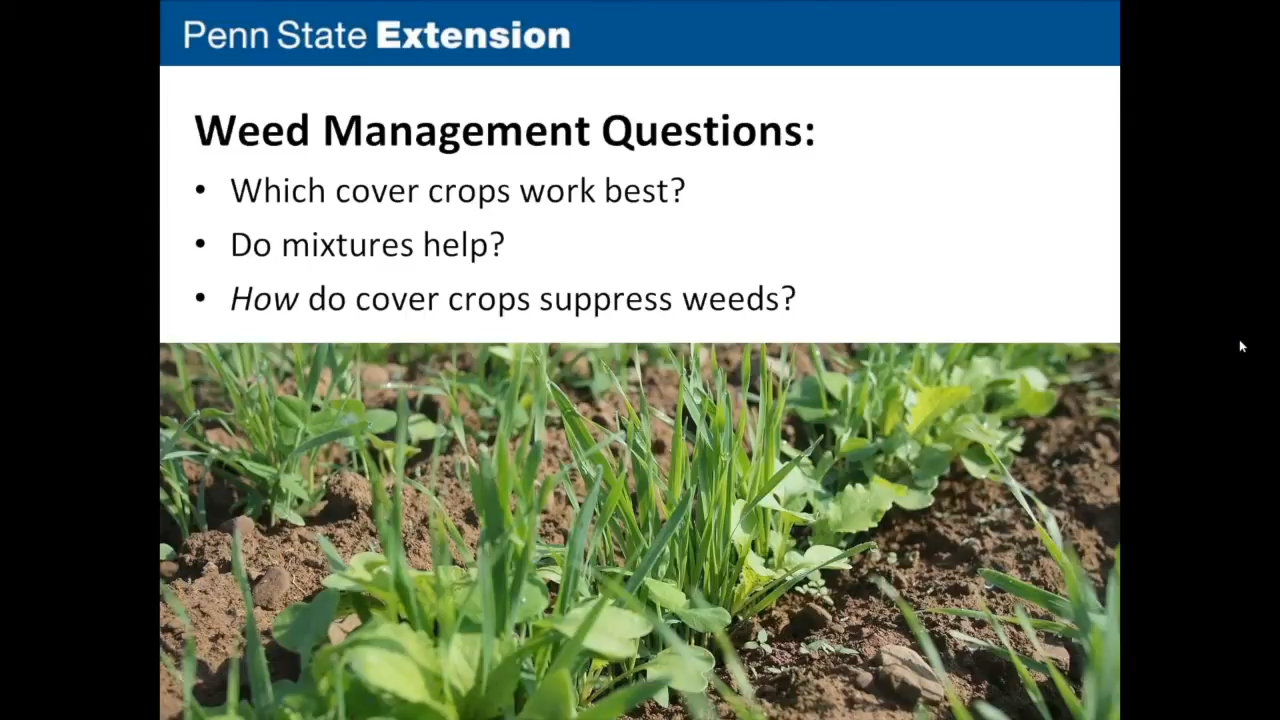 Penn State Extension
Weed Management Questions:
• Which cover crops work best?
• Do mixtures help?
• How do cover crops suppress weeds?